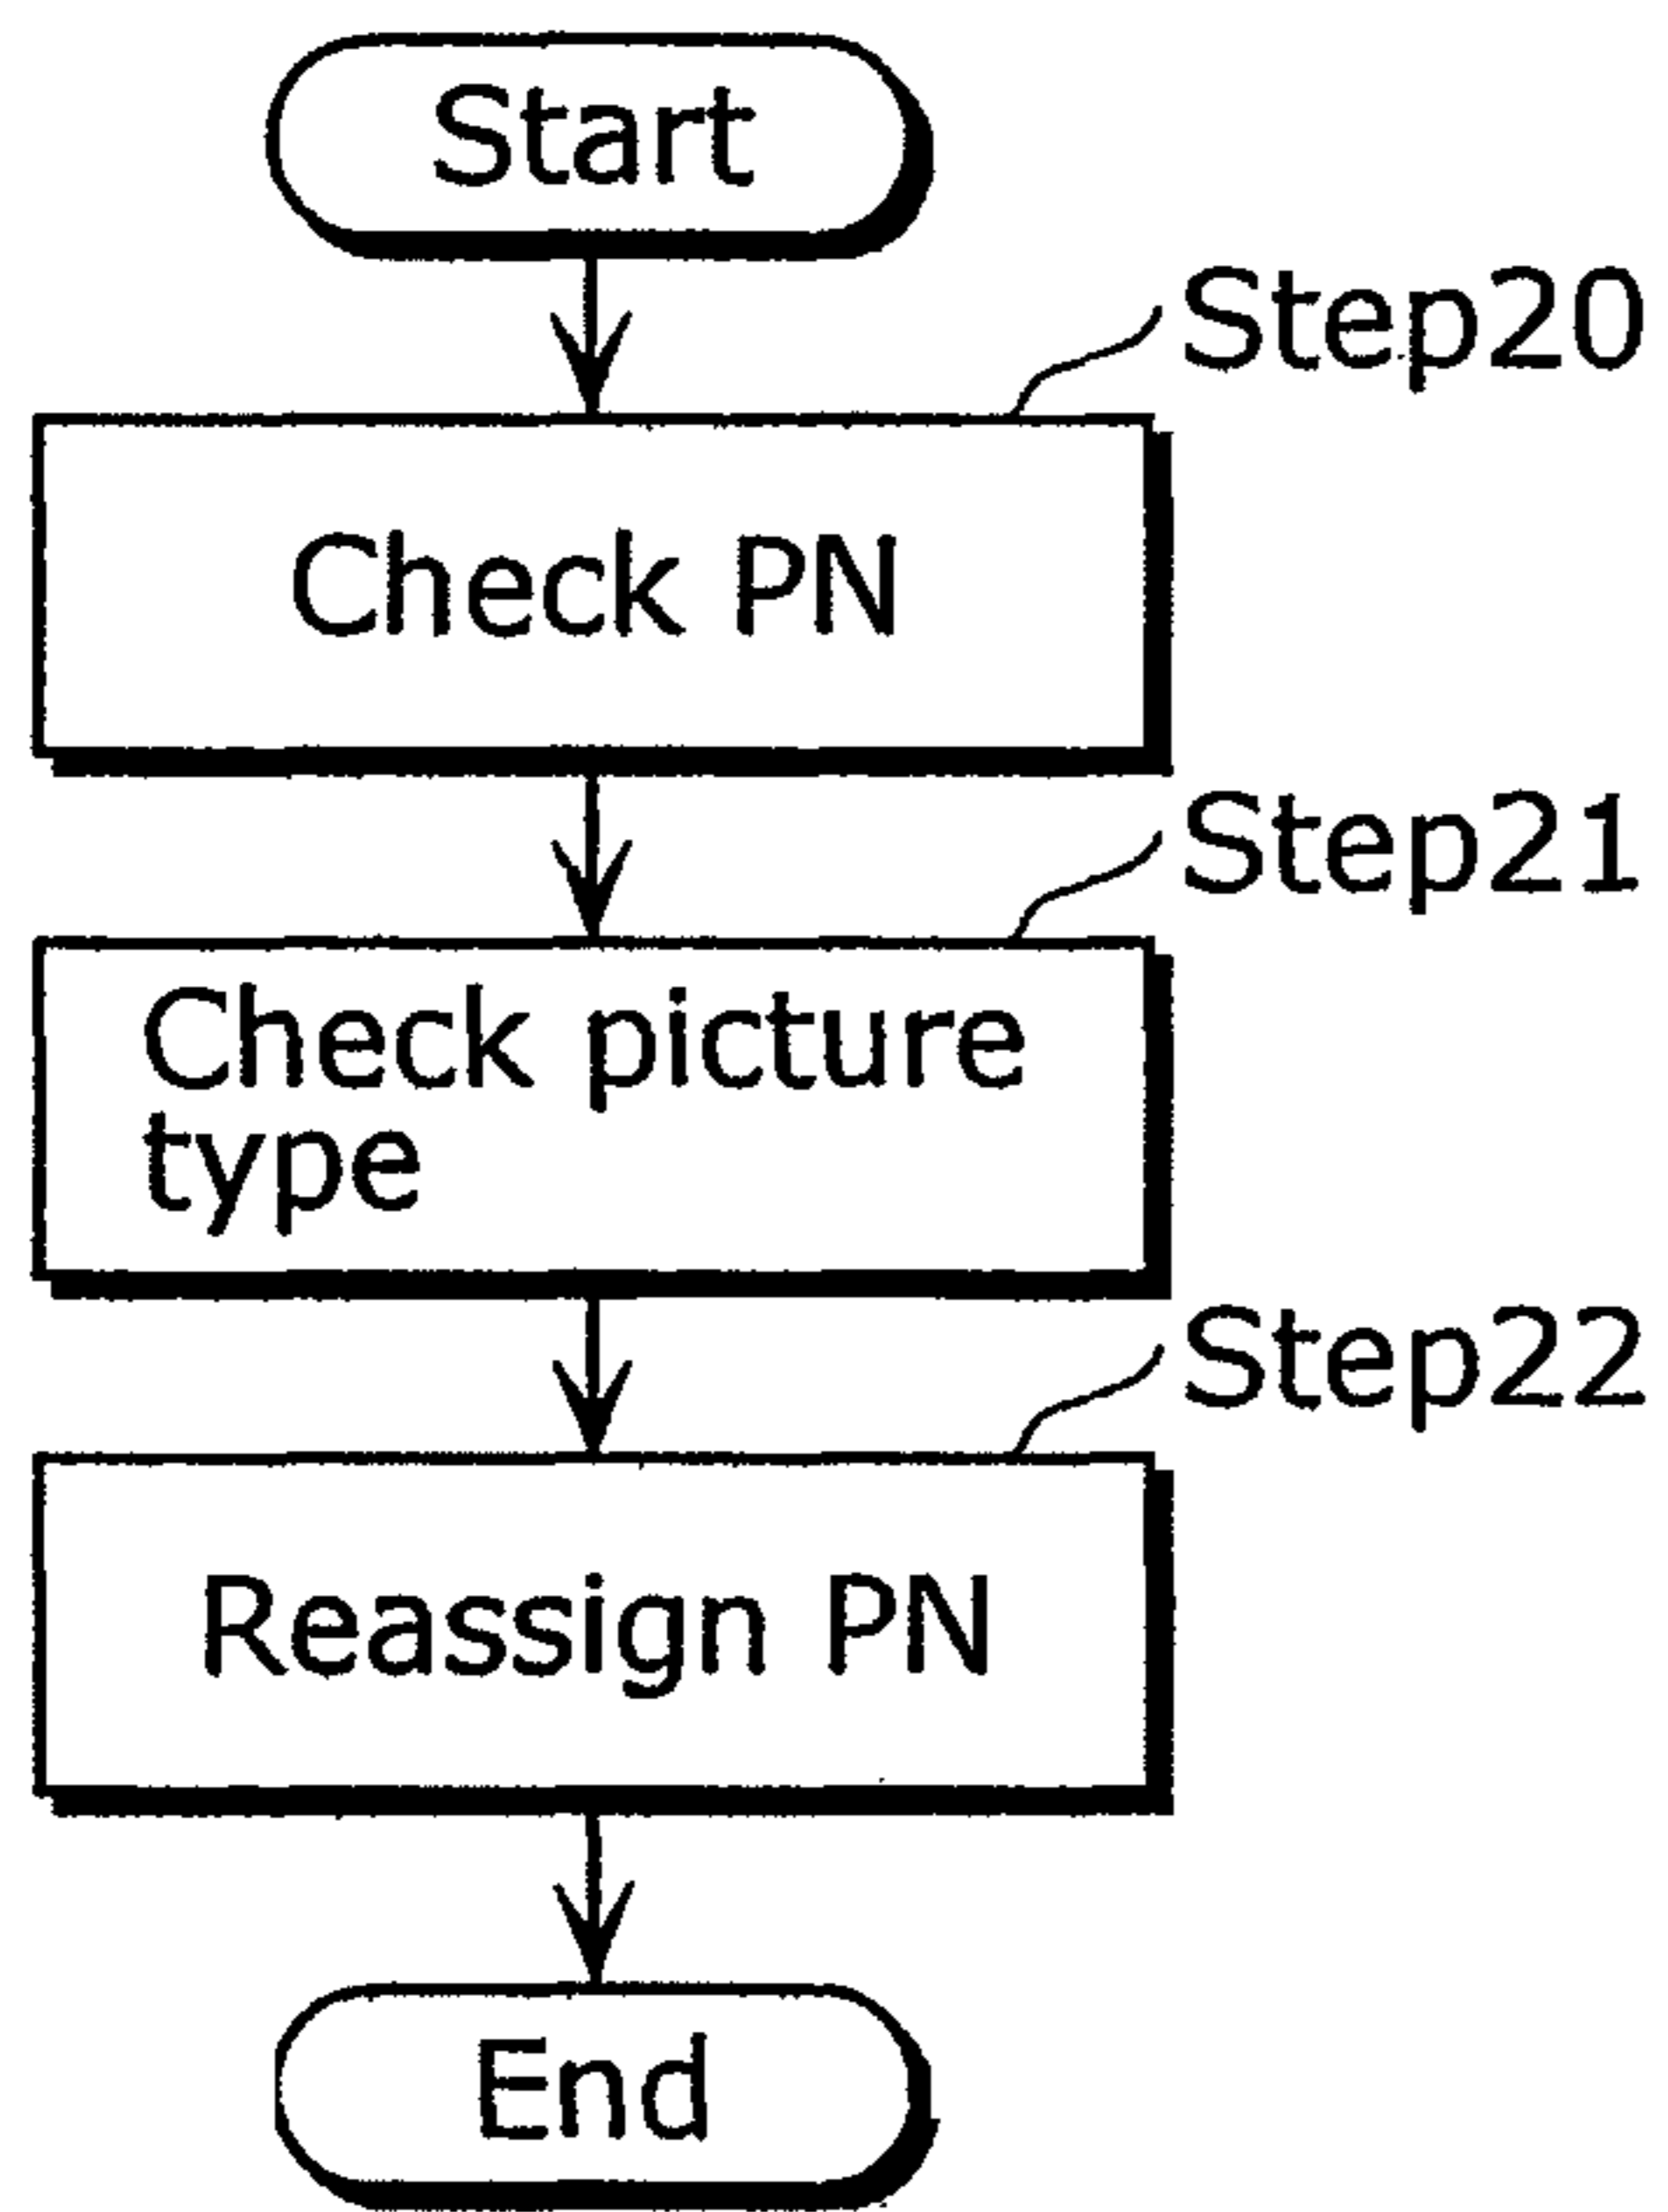 Start
Step20
Check PN
Step21
Check picture
type
Step22
Reassign PN
End